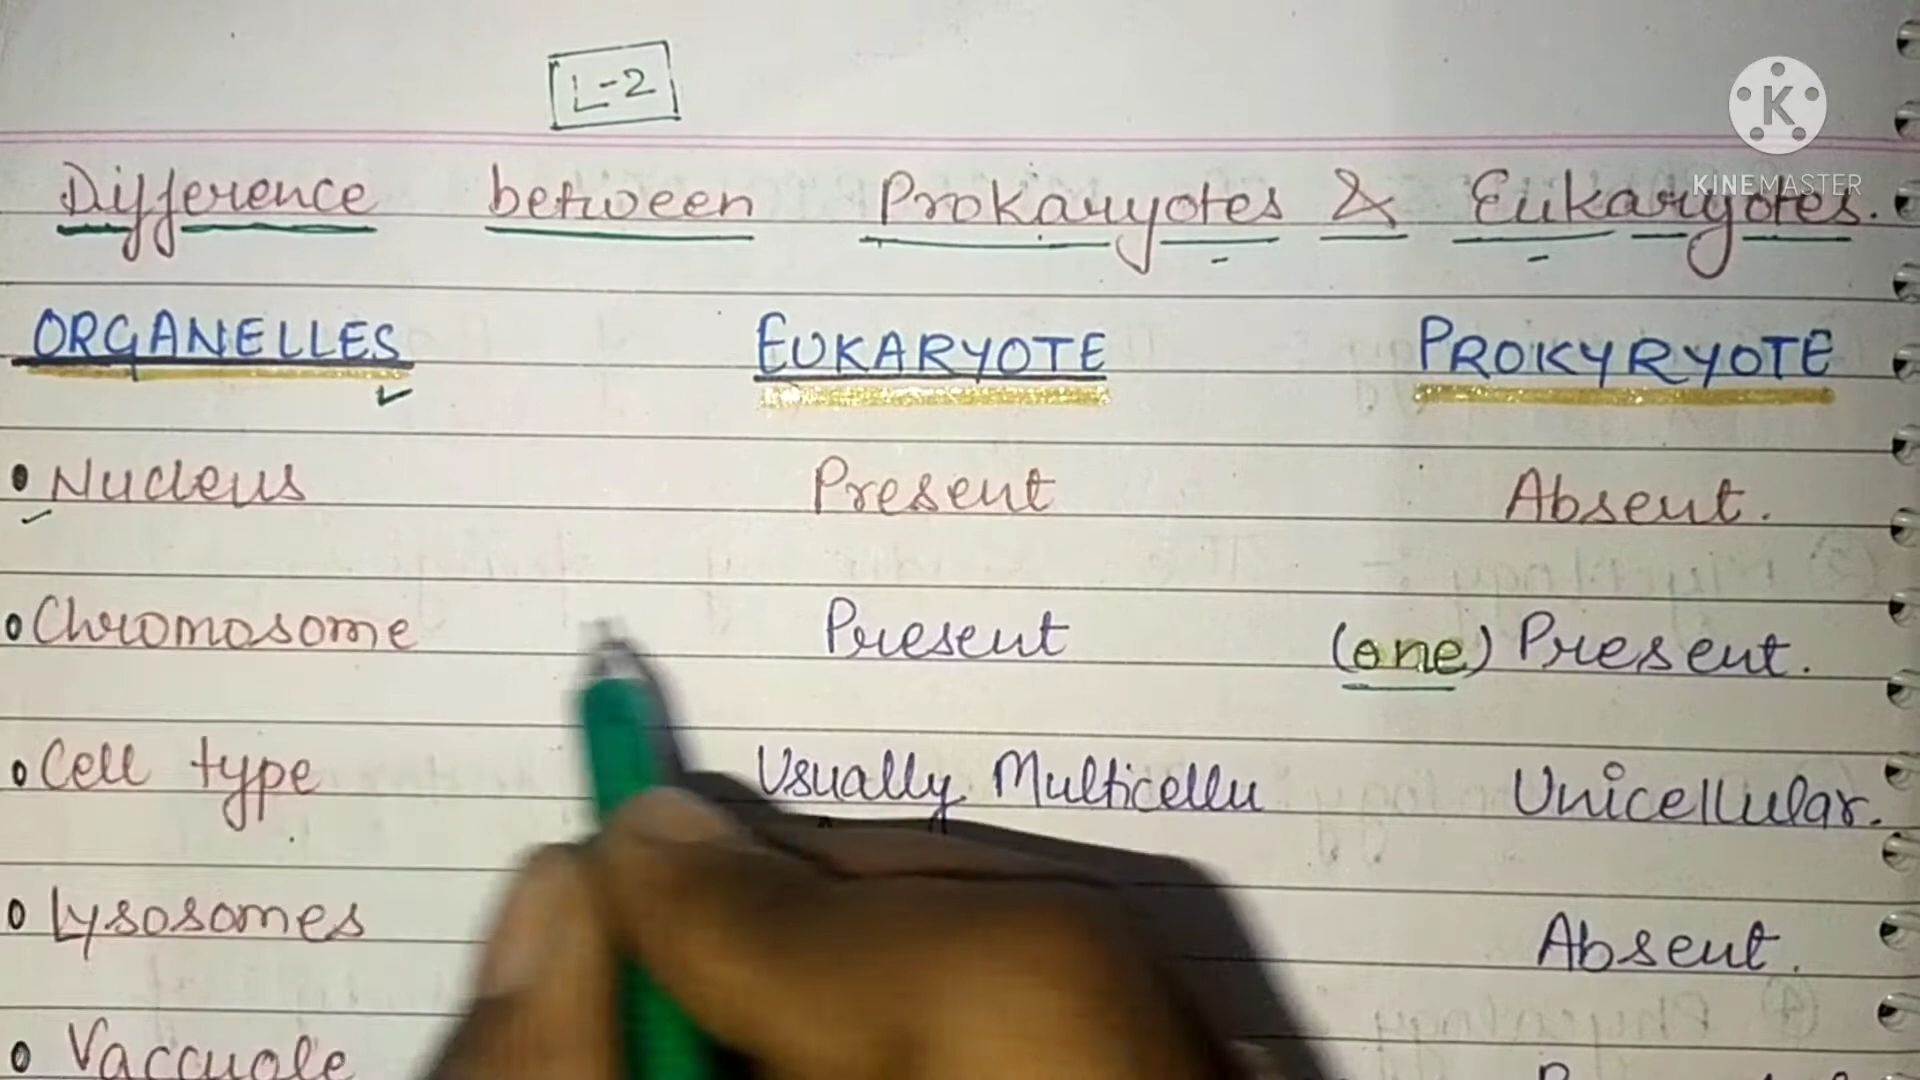 L-2
K
KINEMASTER
Difference between Prokaryotes & Eukaryotes.
ORGANELLES EUKARYOTE PROKYRYOTE
• Nucleus Present Absent.
• Chromosome Present (one) Present.
• Cell type Usually Multicellu Unicellular.
• Lysosomes Absent.
• Vaccuole